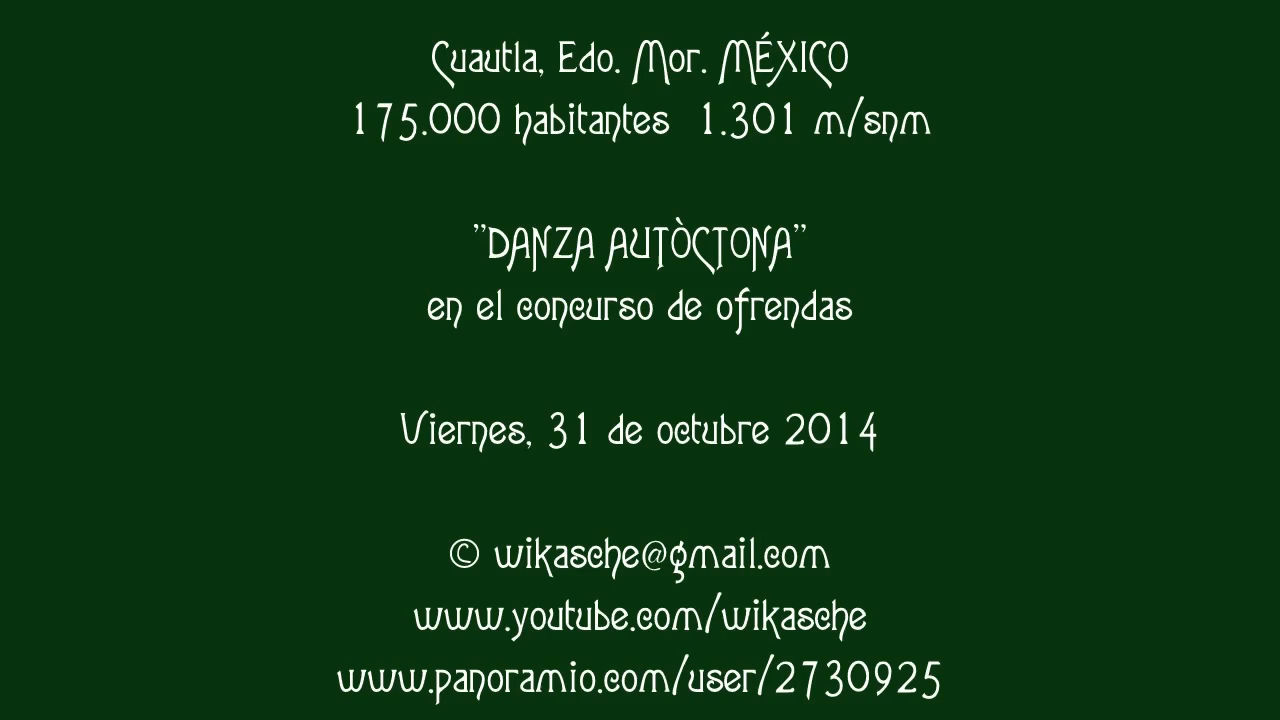 Cuautla, Edo. Mor. MÉXICO
175.000 habitantes 1.301 m/snm
"DANZA AUTÒCTONA"
en el concurso de ofrendas
Viernes, 31 de octubre 2014
© wikasche@gmail.com
www.youtube.com/wikasche
www.panoramio.com/user/2730925